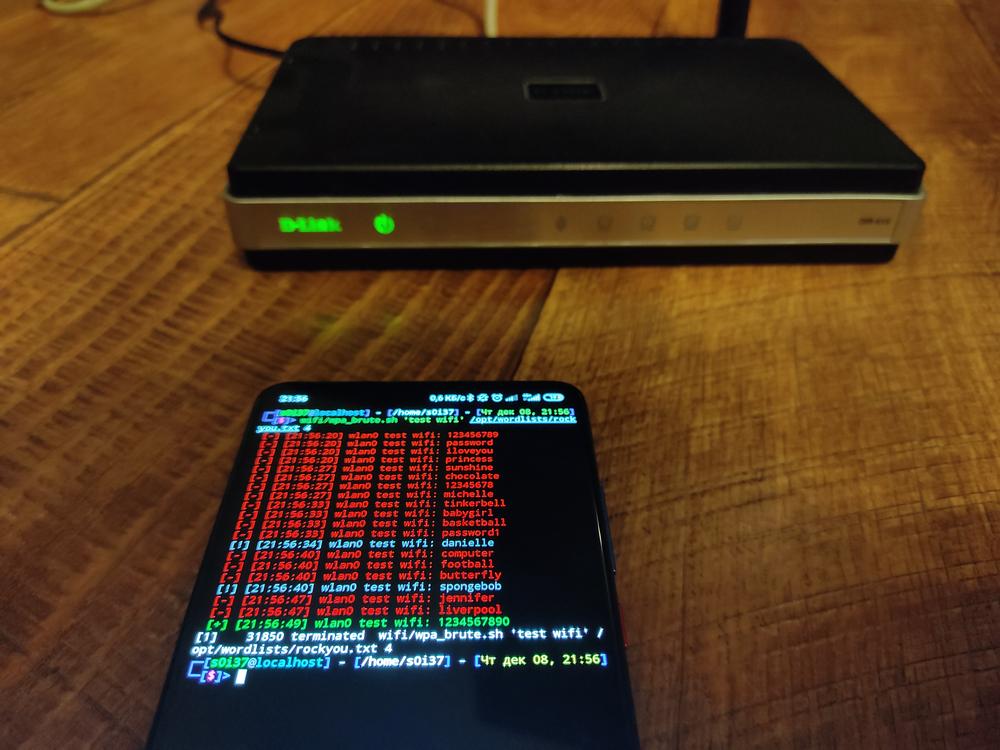 D-Link
21:56
0,6 КБ/с
[s0i37@localhost] - [/home/s0i37] - [Чт дек 08, 21:56]
[$]> wifi/wpa_brute.sh 'test wifi' /opt/wordlists/rock
you.txt 4
[-] [21:56:20] wlan0 test wifi: 123456789
[-] [21:56:20] wlan0 test wifi: password
[-] [21:56:20] wlan0 test wifi: iloveyou
[-] [21:56:20] wlan0 test wifi: princess
[-] [21:56:27] wlan0 test wifi: sunshine
[-] [21:56:27] wlan0 test wifi: chocolate
[-] [21:56:27] wlan0 test wifi: 12345678
[-] [21:56:27] wlan0 test wifi: michelle
[-] [21:56:33] wlan0 test wifi: tinkerbell
[-] [21:56:33] wlan0 test wifi: babygirl
[-] [21:56:33] wlan0 test wifi: basketball
[-] [21:56:33] wlan0 test wifi: password1
[!] [21:56:34] wlan0 test wifi: danielle
[-] [21:56:40] wlan0 test wifi: computer
[-] [21:56:40] wlan0 test wifi: football
[-] [21:56:40] wlan0 test wifi: butterfly
[!] [21:56:40] wlan0 test wifi: spongebob
[-] [21:56:47] wlan0 test wifi: jennifer
[-] [21:56:47] wlan0 test wifi: liverpool
[+] [21:56:49] wlan0 test wifi: 1234567890
[1] 31850 terminated wifi/wpa_brute.sh 'test wifi' /
opt/wordlists/rockyou.txt 4
[s0i37@localhost] - [/home/s0i37] - [Чт дек 08, 21:56]
[$]>